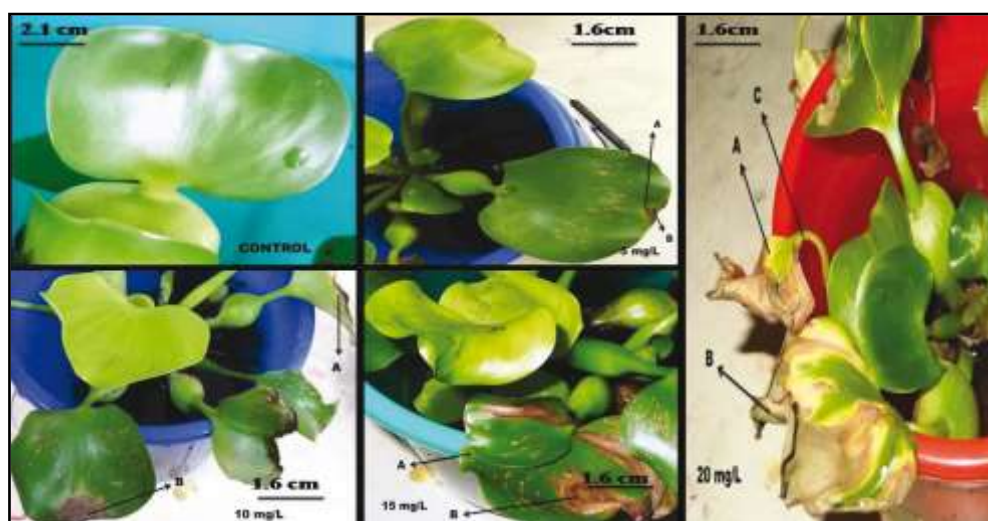 2.1 cm
CONTROL
1.6cm
A
B
5 mg/L
1.6cm
C
A
B
20 mg/L
A
B
1.6 cm
10 mg/L
A
B
1.6 cm
15 mg/L